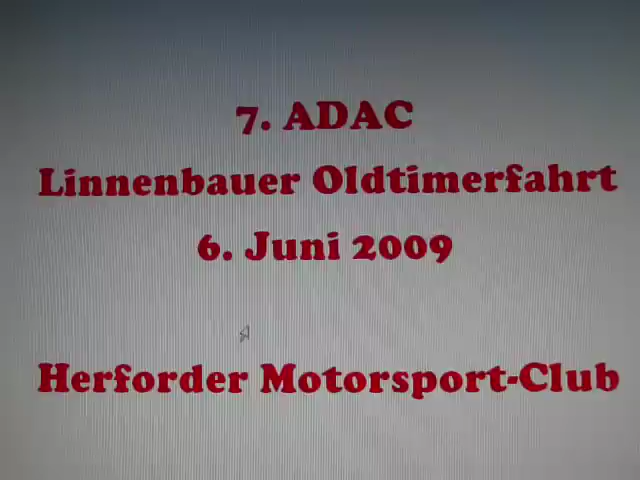 7. ADAC
Linnenbauer Oldtimerfahrt
6. Juni 2009
Herforder Motorsport-Club